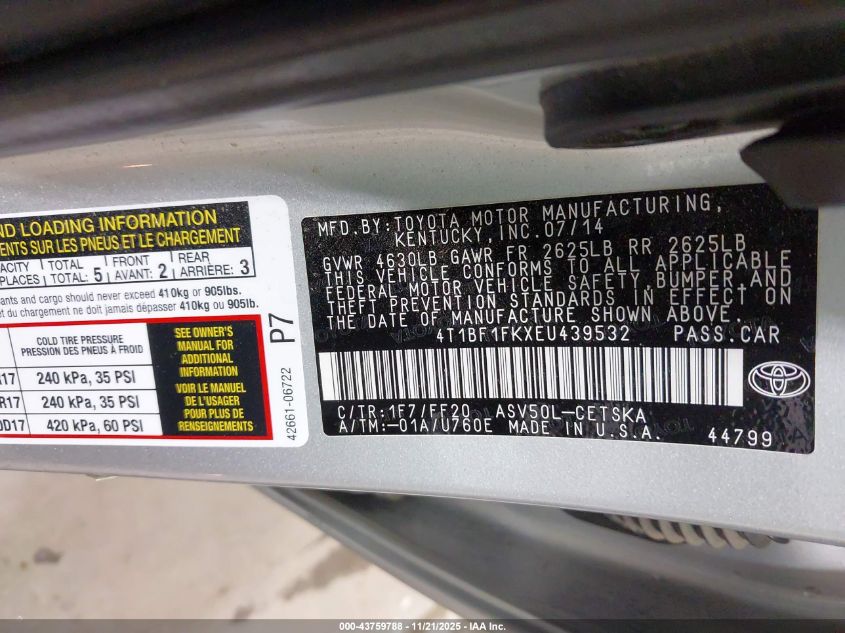 ND LOADING INFORMATION
MENTS SUR LES PNEUS ET LE CHARGEMENT
TOTAL 5 FRONT 2 REAR 3
PLACES TOTAL: AVANT: ARRIÈRE:
ants and cargo should never exceed 410kg or 905lbs.
du chargement ne doit jamais dépasser 410kg ou 905lb.
COLD TIRE PRESSURE
PRESSION DES PNEUS À FROID
240 kPa, 35 PSI
R17 240 kPa, 35 PSI
0D17 420 kPa, 60 PSI
SEE OWNER'S
MANUAL FOR
ADDITIONAL
INFORMATION
VOIR LE MANUEL
DE L'USAGER
POUR PLUS DE
RENSEIGNEMENTS
P7
42661-06722
MFD.BY:TOYOTA MOTOR MANUFACTURING,
KENTUCKY, INC.07/14
GVWR 4630LB GAWR FR 2625LB RR 2625LB
THIS VEHICLE CONFORMS TO ALL APPLICABLE
FEDERAL MOTOR VEHICLE SAFETY,BUMPER,AND
THEFT PREVENTION STANDARDS IN EFFECT ON
THE DATE OF MANUFACTURE SHOWN ABOVE.
4T1BF1FKXEU439532 PASS.CAR
C/TR:1F7/FF20 ASV50L-CETSKA
A/TM:-01A/U760E MADE IN U.S.A.
44799
000-43759788 - 11/21/2025 - IAA Inc.